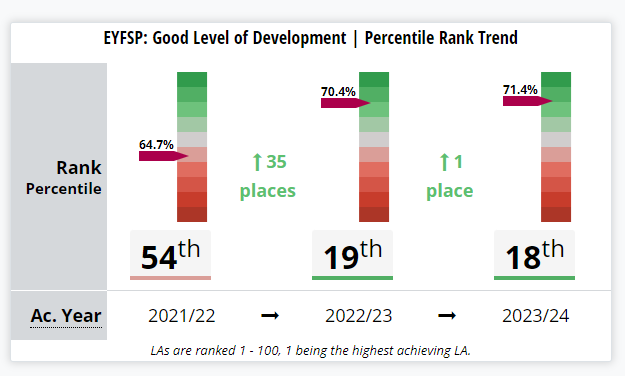 EYFSP: Good Level of Development | Percentile Rank Trend
64.7%
70.4%
71.4%
Rank
Percentile
↑ 35
places
↑ 1
place
54th
19th
18th
Ac. Year
2021/22 → 2022/23 → 2023/24
LAs are ranked 1 - 100, 1 being the highest achieving LA.